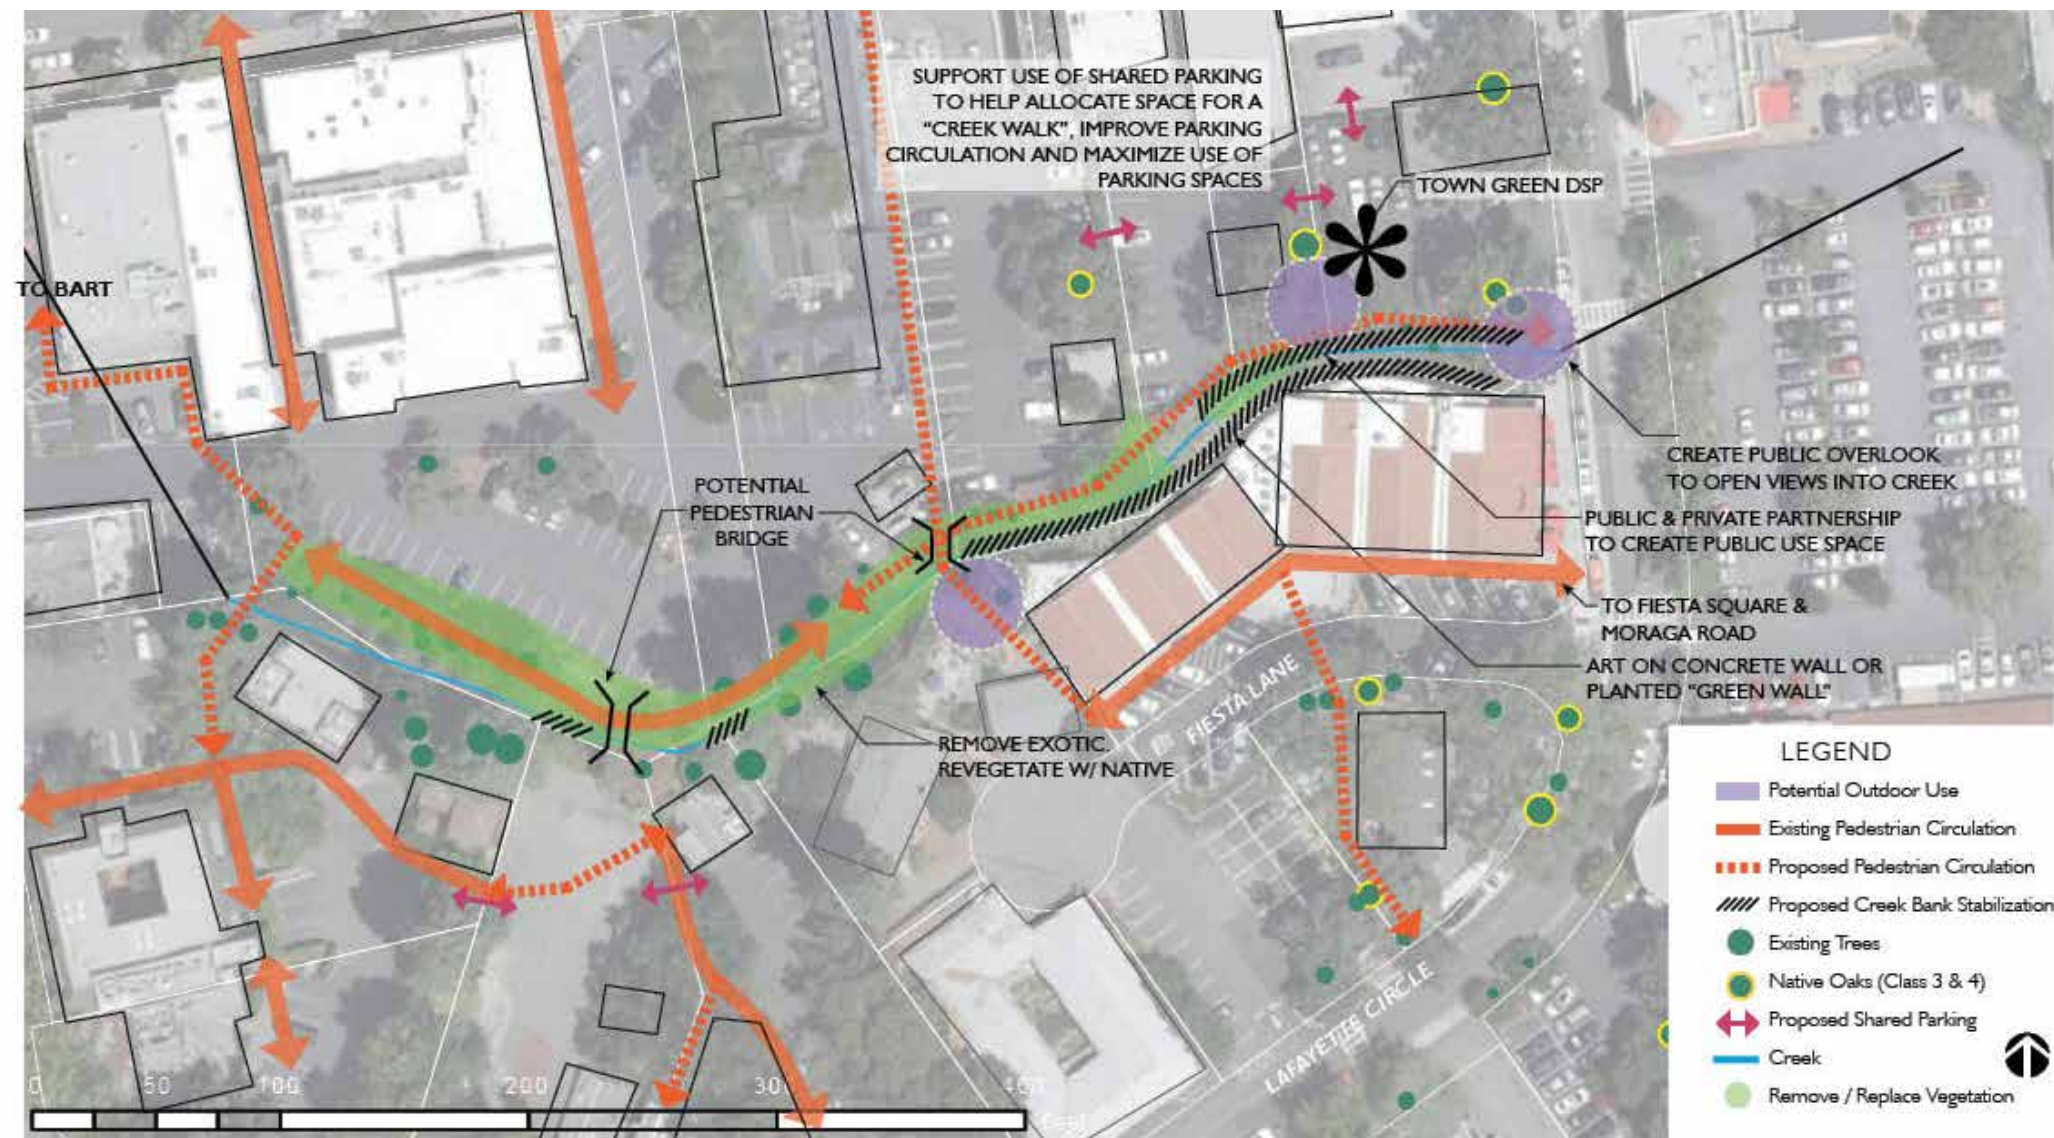 SUPPORT USE OF SHARED PARKING
TO HELP ALLOCATE SPACE FOR A
“CREEK WALK”, IMPROVE PARKING
CIRCULATION AND MAXIMIZE USE OF
PARKING SPACES
TOWN GREEN DSP
TO BART
POTENTIAL
PEDESTRIAN
BRIDGE
CREATE PUBLIC OVERLOOK
TO OPEN VIEWS INTO CREEK
PUBLIC & PRIVATE PARTNERSHIP
TO CREATE PUBLIC USE SPACE
TO FIESTA SQUARE &
MORAGA ROAD
ART ON CONCRETE WALL OR
PLANTED “GREEN WALL”
FIESTA LANE
REMOVE EXOTIC.
REVEGETATE W/ NATIVE
LAFAYETTE CIRCLE
LEGEND
Potential Outdoor Use
Existing Pedestrian Circulation
Proposed Pedestrian Circulation
Proposed Creek Bank Stabilization
Existing Trees
Native Oaks (Class 3 & 4)
Proposed Shared Parking
Creek
Remove / Replace Vegetation
0 50 100 200 300 400
Feet